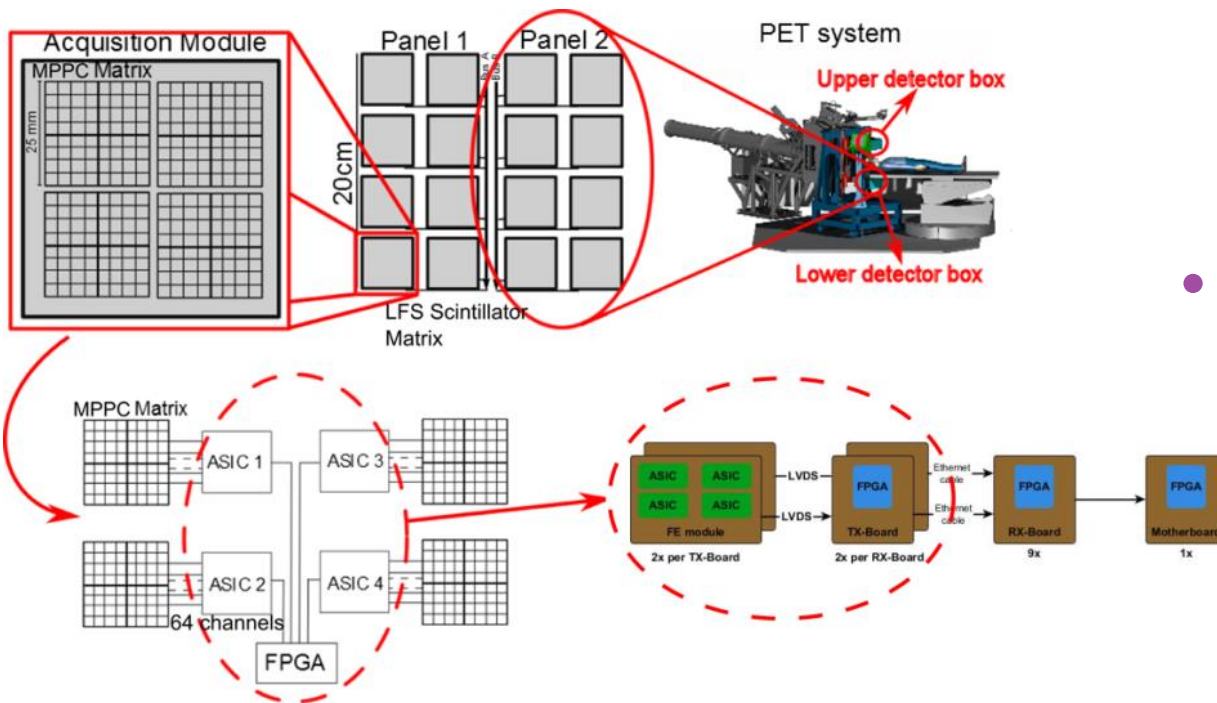 Acquisition Module
MPPC Matrix
25 mm
Panel 1
Panel 2
Bus A
Bus B
20cm
LFS Scintillator
Matrix
PET system
Upper detector box
Lower detector box
MPPC Matrix
ASIC 1
ASIC 3
ASIC 2
ASIC 4
64 channels
FPGA
ASIC
ASIC
ASIC
ASIC
FE module
2x per TX-Board
LVDS
LVDS
FPGA
TX-Board
2x per RX-Board
Ethernet
cable
Ethernet
cable
FPGA
RX-Board
9x
FPGA
Motherboard
1x